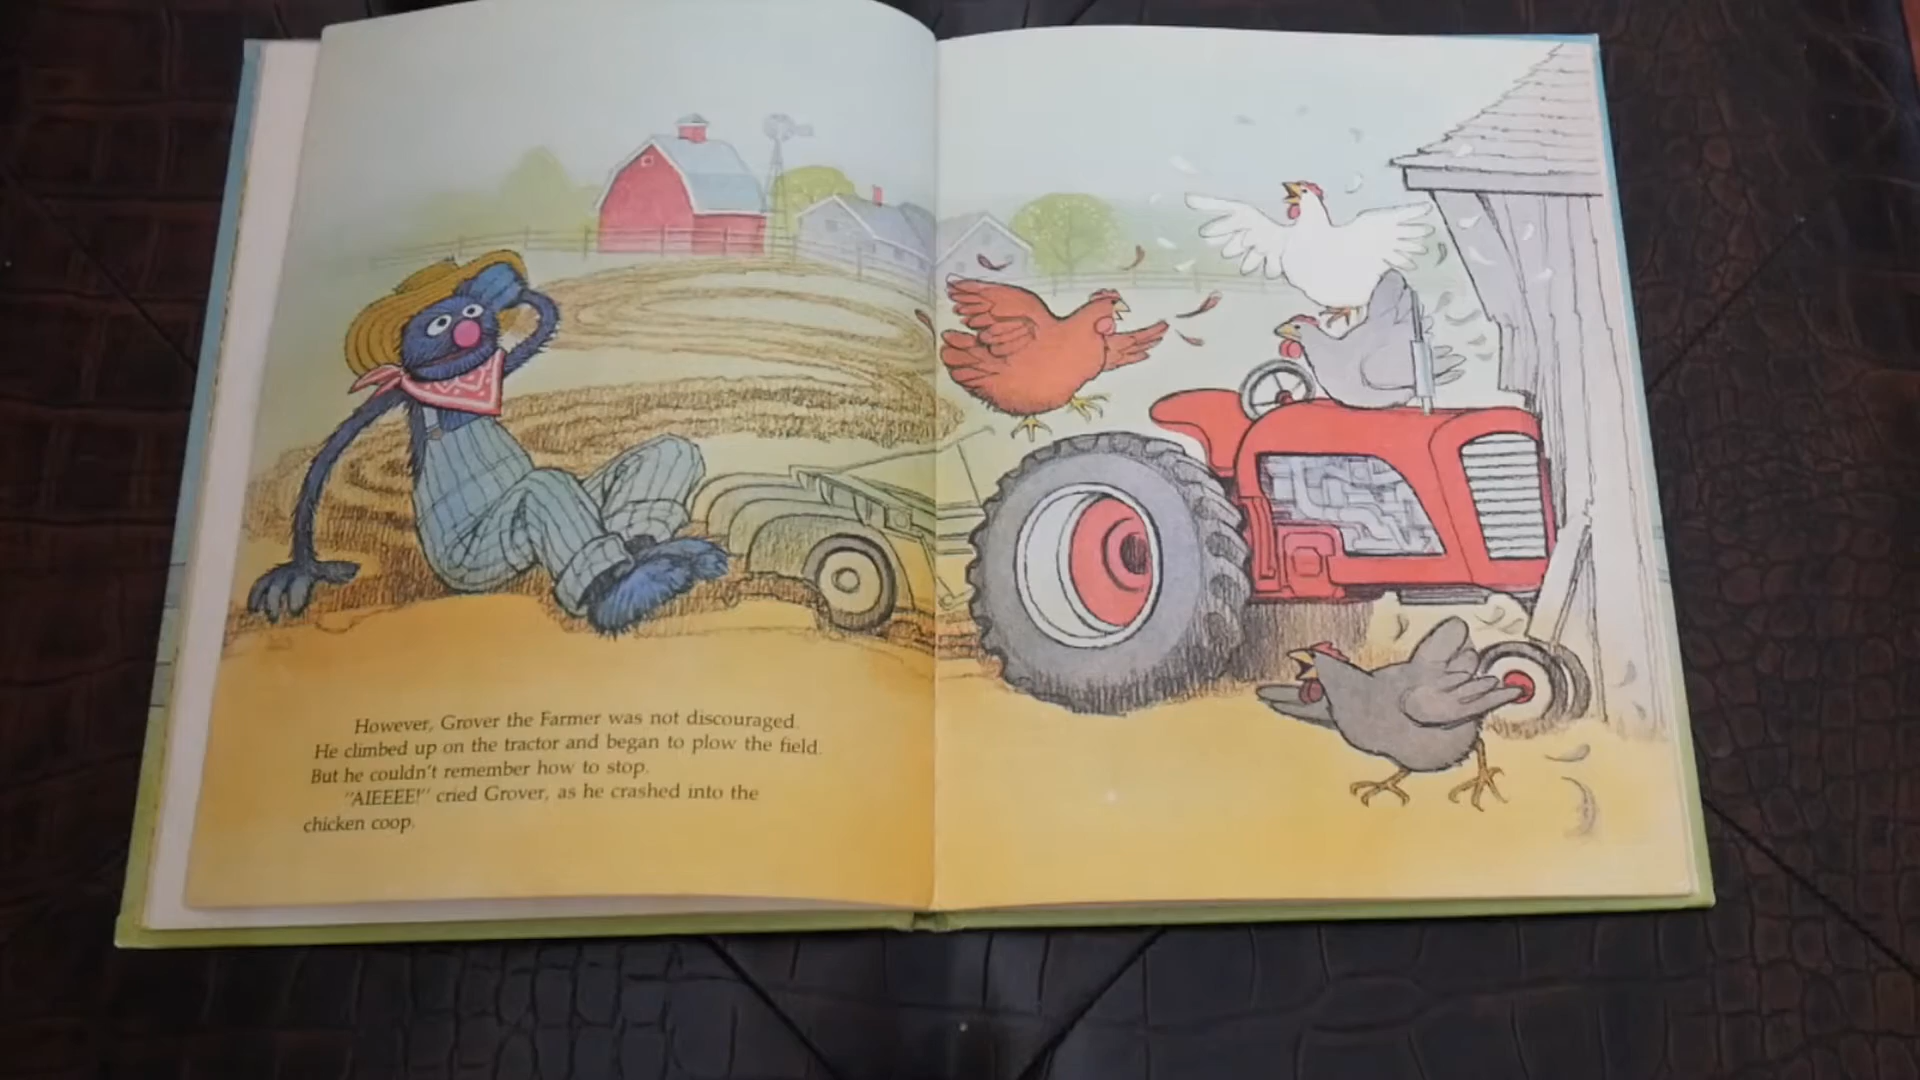 However, Grover the Farmer was not discouraged.
He climbed up on the tractor and began to plow the field.
But he couldn't remember how to stop.
"AIEEEE!" cried Grover, as he crashed into the
chicken coop.